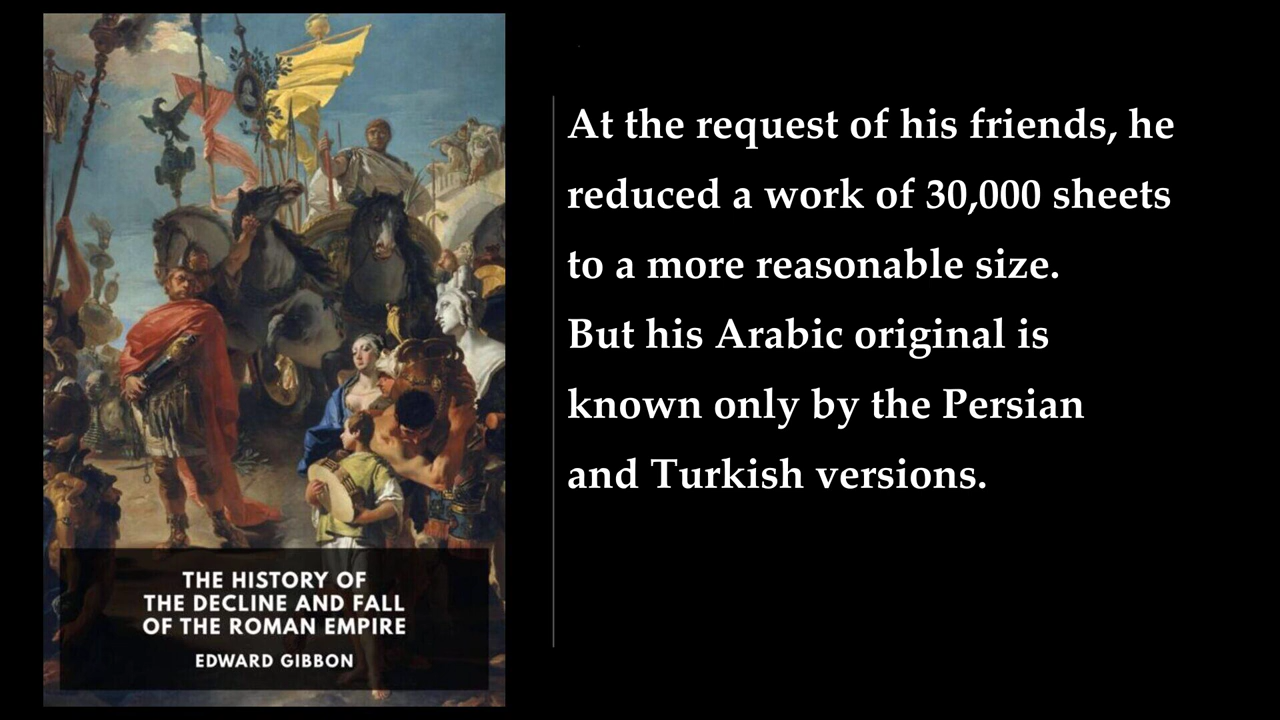 At the request of his friends, he
reduced a work of 30,000 sheets
to a more reasonable size.
But his Arabic original is
known only by the Persian
and Turkish versions.
THE HISTORY OF
THE DECLINE AND FALL
OF THE ROMAN EMPIRE
EDWARD GIBBON